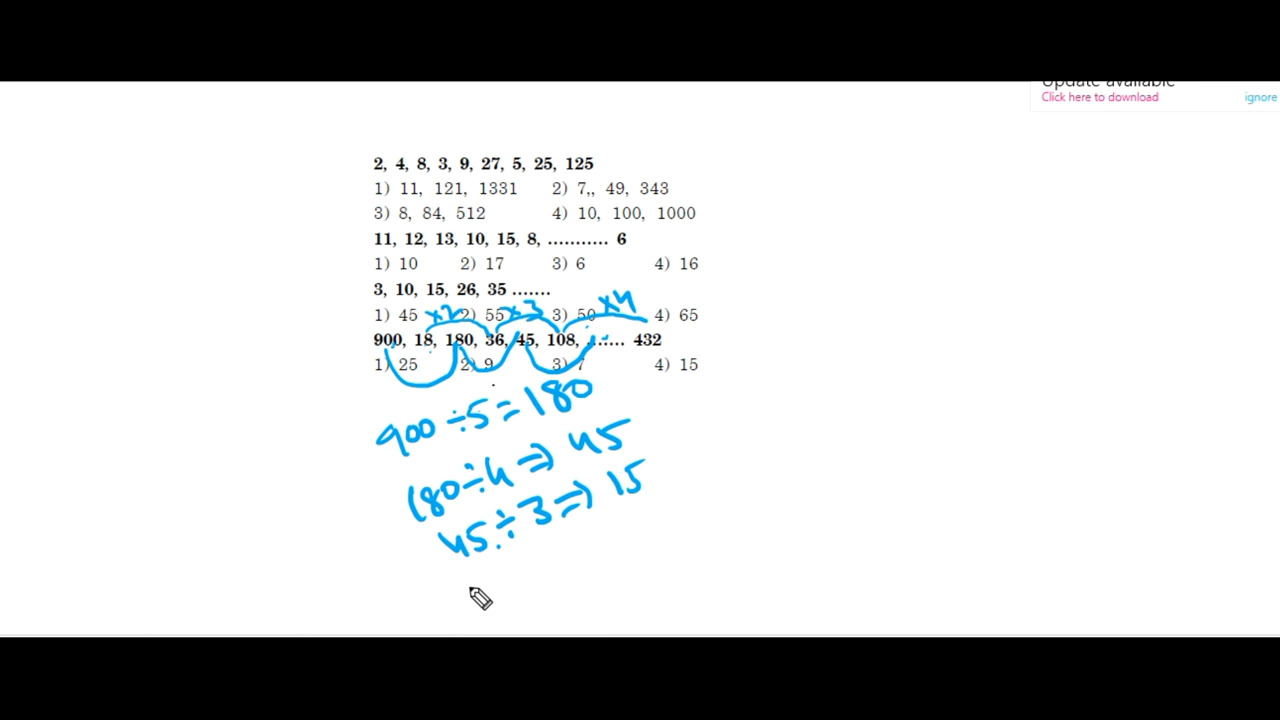 Update available
Click here to download ignore
2, 4, 8, 3, 9, 27, 5, 25, 125
1) 11, 121, 1331 2) 7,, 49, 343
3) 8, 84, 512 4) 10, 100, 1000
11, 12, 13, 10, 15, 8, ........... 6
1) 10 2) 17 3) 6 4) 16
3, 10, 15, 26, 35 .......
1) 45 2) 55 3) 50 4) 65
×2 ×3 ×4
900, 18, 180, 36, 45, 108, ....... 432
1) 25 2) 9 3) 7 4) 15
900 ÷ 5 = 180
180 ÷ 4 ⇒ 45
45 ÷ 3 ⇒ 15